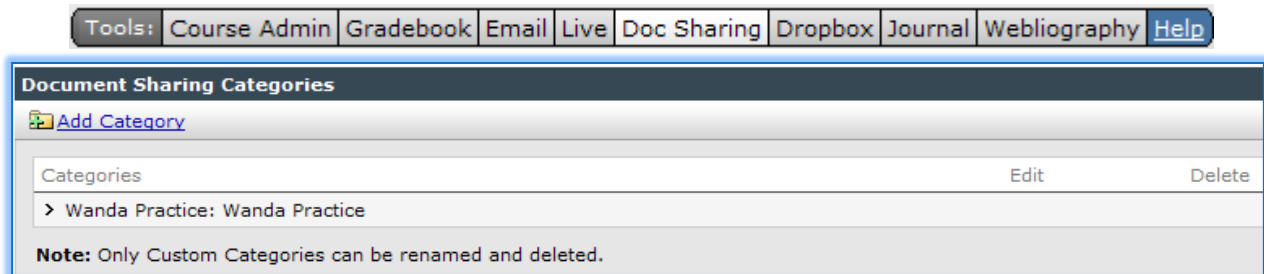 Tools: Course Admin Gradebook Email Live Doc Sharing Dropbox Journal Webliography Help
Document Sharing Categories
Add Category
Categories Edit Delete
> Wanda Practice: Wanda Practice
Note: Only Custom Categories can be renamed and deleted.